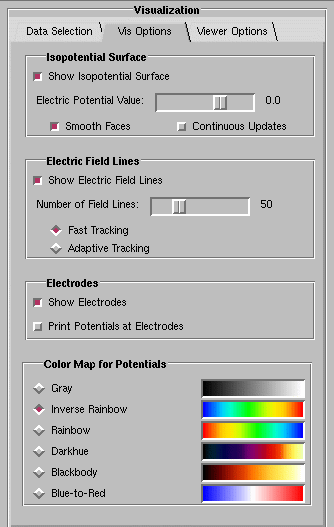 Visualization
Data Selection Vis Options Viewer Options
Isopotential Surface
Show Isopotential Surface
Electric Potential Value: 0.0
Smooth Faces Continuous Updates
Electric Field Lines
Show Electric Field Lines
Number of Field Lines: 50
Fast Tracking
Adaptive Tracking
Electrodes
Show Electrodes
Print Potentials at Electrodes
Color Map for Potentials
Gray
Inverse Rainbow
Rainbow
Darkhue
Blackbody
Blue-to-Red